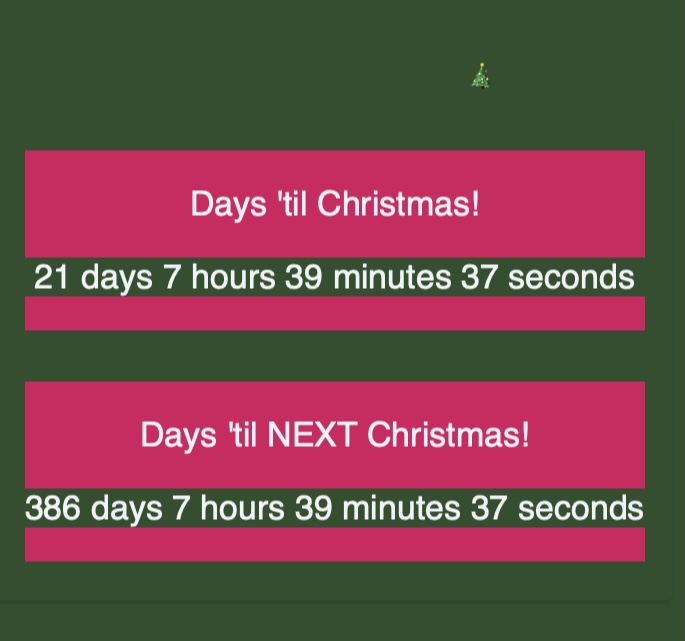 Days 'til Christmas!
21 days 7 hours 39 minutes 37 seconds
Days 'til NEXT Christmas!
386 days 7 hours 39 minutes 37 seconds